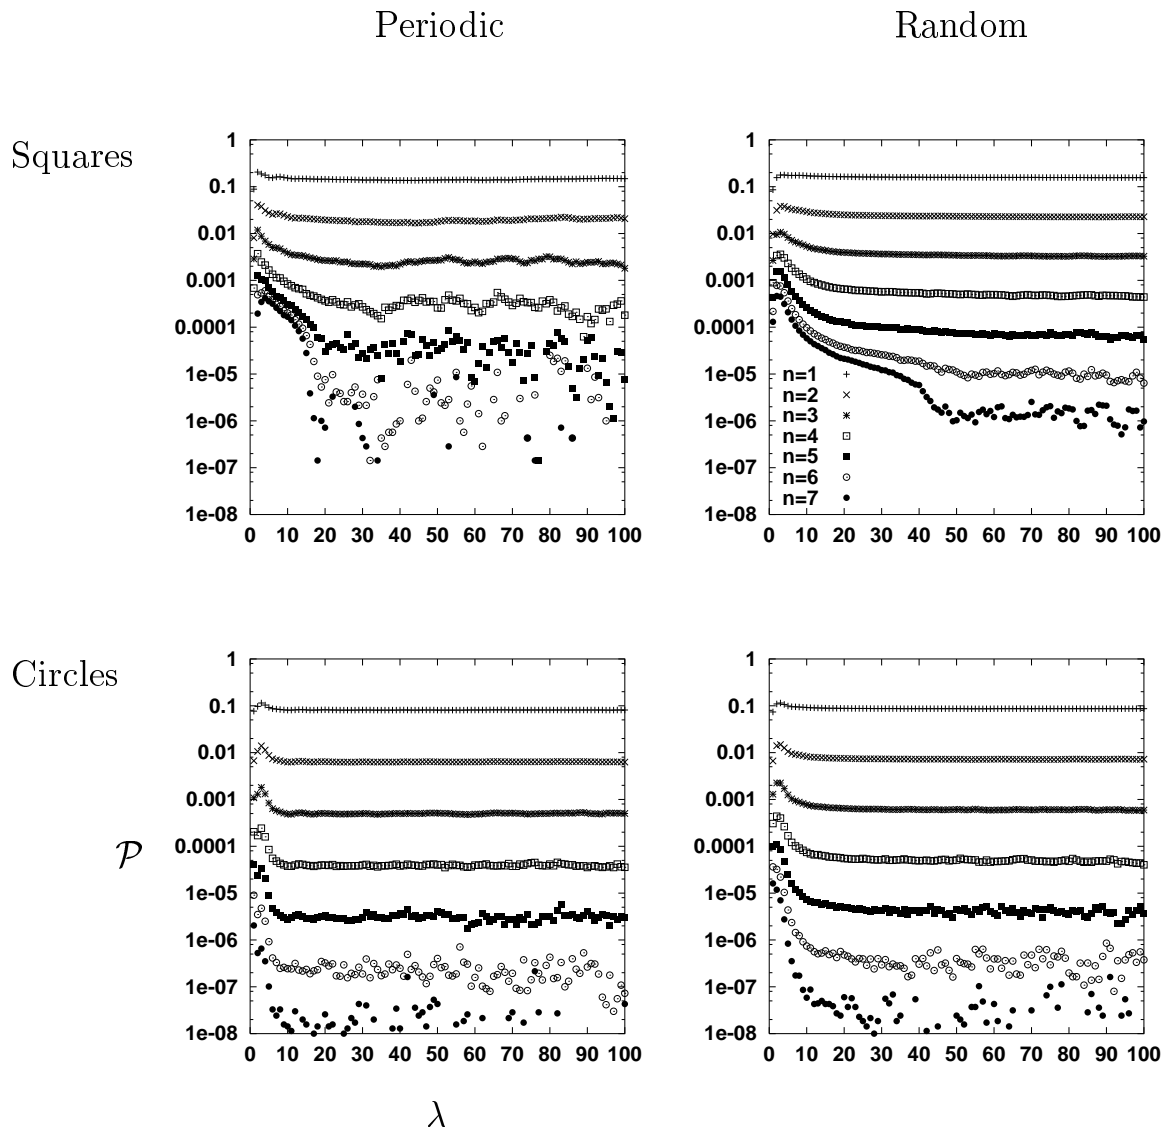 Periodic Random
Squares
1 1
0.1 0.1
0.01 0.01
0.001 0.001
0.0001 0.0001
1e-05 1e-05
n=1
n=2
n=3
1e-06 1e-06
n=4
n=5
1e-07 1e-07
n=6
n=7
1e-08 1e-08
0 10 20 30 40 50 60 70 80 90 100 0 10 20 30 40 50 60 70 80 90 100
Circles
1 1
0.1 0.1
0.01 0.01
0.001 0.001
𝒫 0.0001 0.0001
1e-05 1e-05
1e-06 1e-06
1e-07 1e-07
1e-08 1e-08
0 10 20 30 40 50 60 70 80 90 100 0 10 20 30 40 50 60 70 80 90 100
λ